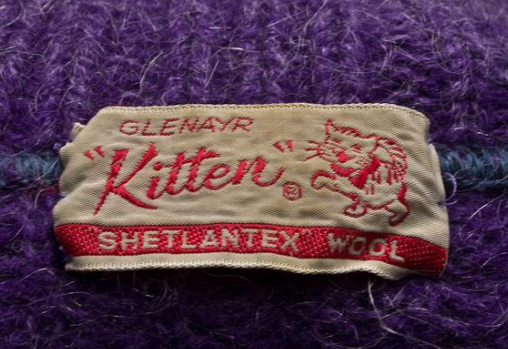 GLENAYR
"Kitten" ®
"SHETLANTEX WOOL